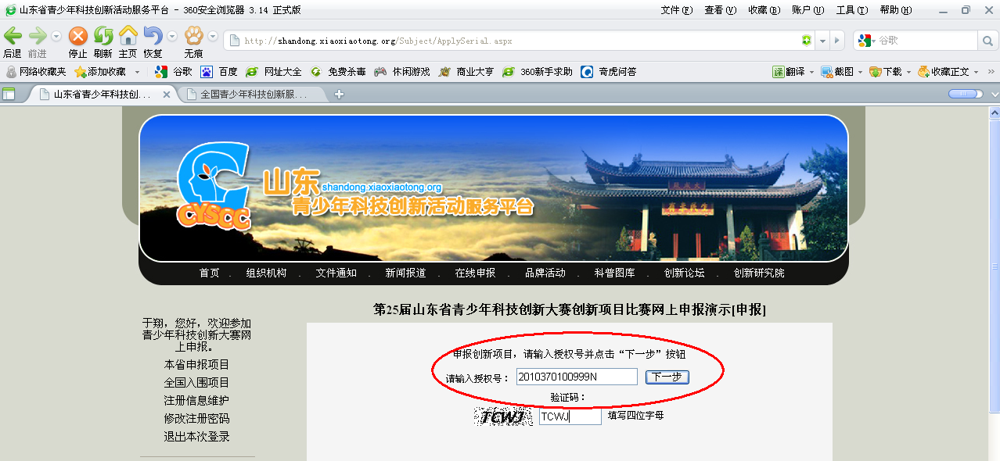 山东省青少年科技创新活动服务平台 - 360安全浏览器 3.14 正式版
文件(F) 查看(V) 收藏(B) 账户(U) 工具(T) 帮助(H)
后退 前进 停止 刷新 主页 恢复 无痕
http://shandong.xiaoxiaotong.org/Subject/ApplySerial.aspx
谷歌
网络收藏夹 添加收藏 谷歌 百度 网址大全 免费杀毒 休闲游戏 商业大亨 360新手求助 奇虎问答 翻译 截图 下载 收藏正文 »
山东省青少年科技创... 全国青少年科技创新服...
CYSCC
山东 shandong.xiaoxiaotong.org
青少年科技创新活动服务平台
首页 . 组织机构 . 文件通知 . 新闻报道 . 在线申报 . 品牌活动 . 科普图库 . 创新论坛 . 创新研究院
第25届山东省青少年科技创新大赛创新项目比赛网上申报演示[申报]
于翔，您好，欢迎参加
青少年科技创新大赛网
上申报。
本省申报项目
全国入围项目
注册信息维护
修改注册密码
退出本次登录
申报创新项目，请输入授权号并点击“下一步”按钮
请输入授权号： 2010370100999N 下一步
验证码：
TCWJ TCWJ 填写四位字母